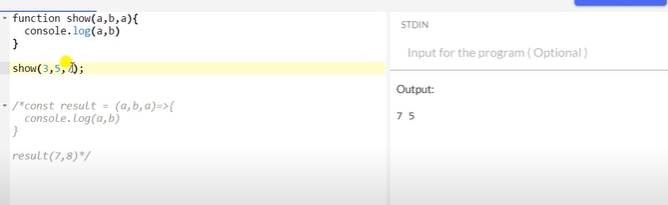 function show(a,b,a){
console.log(a,b)
}
show(3,5,7);
/*const result = (a,b,a)=>{
console.log(a,b)
}
result(7,8)*/
STDIN
Input for the program ( Optional )
Output:
7 5